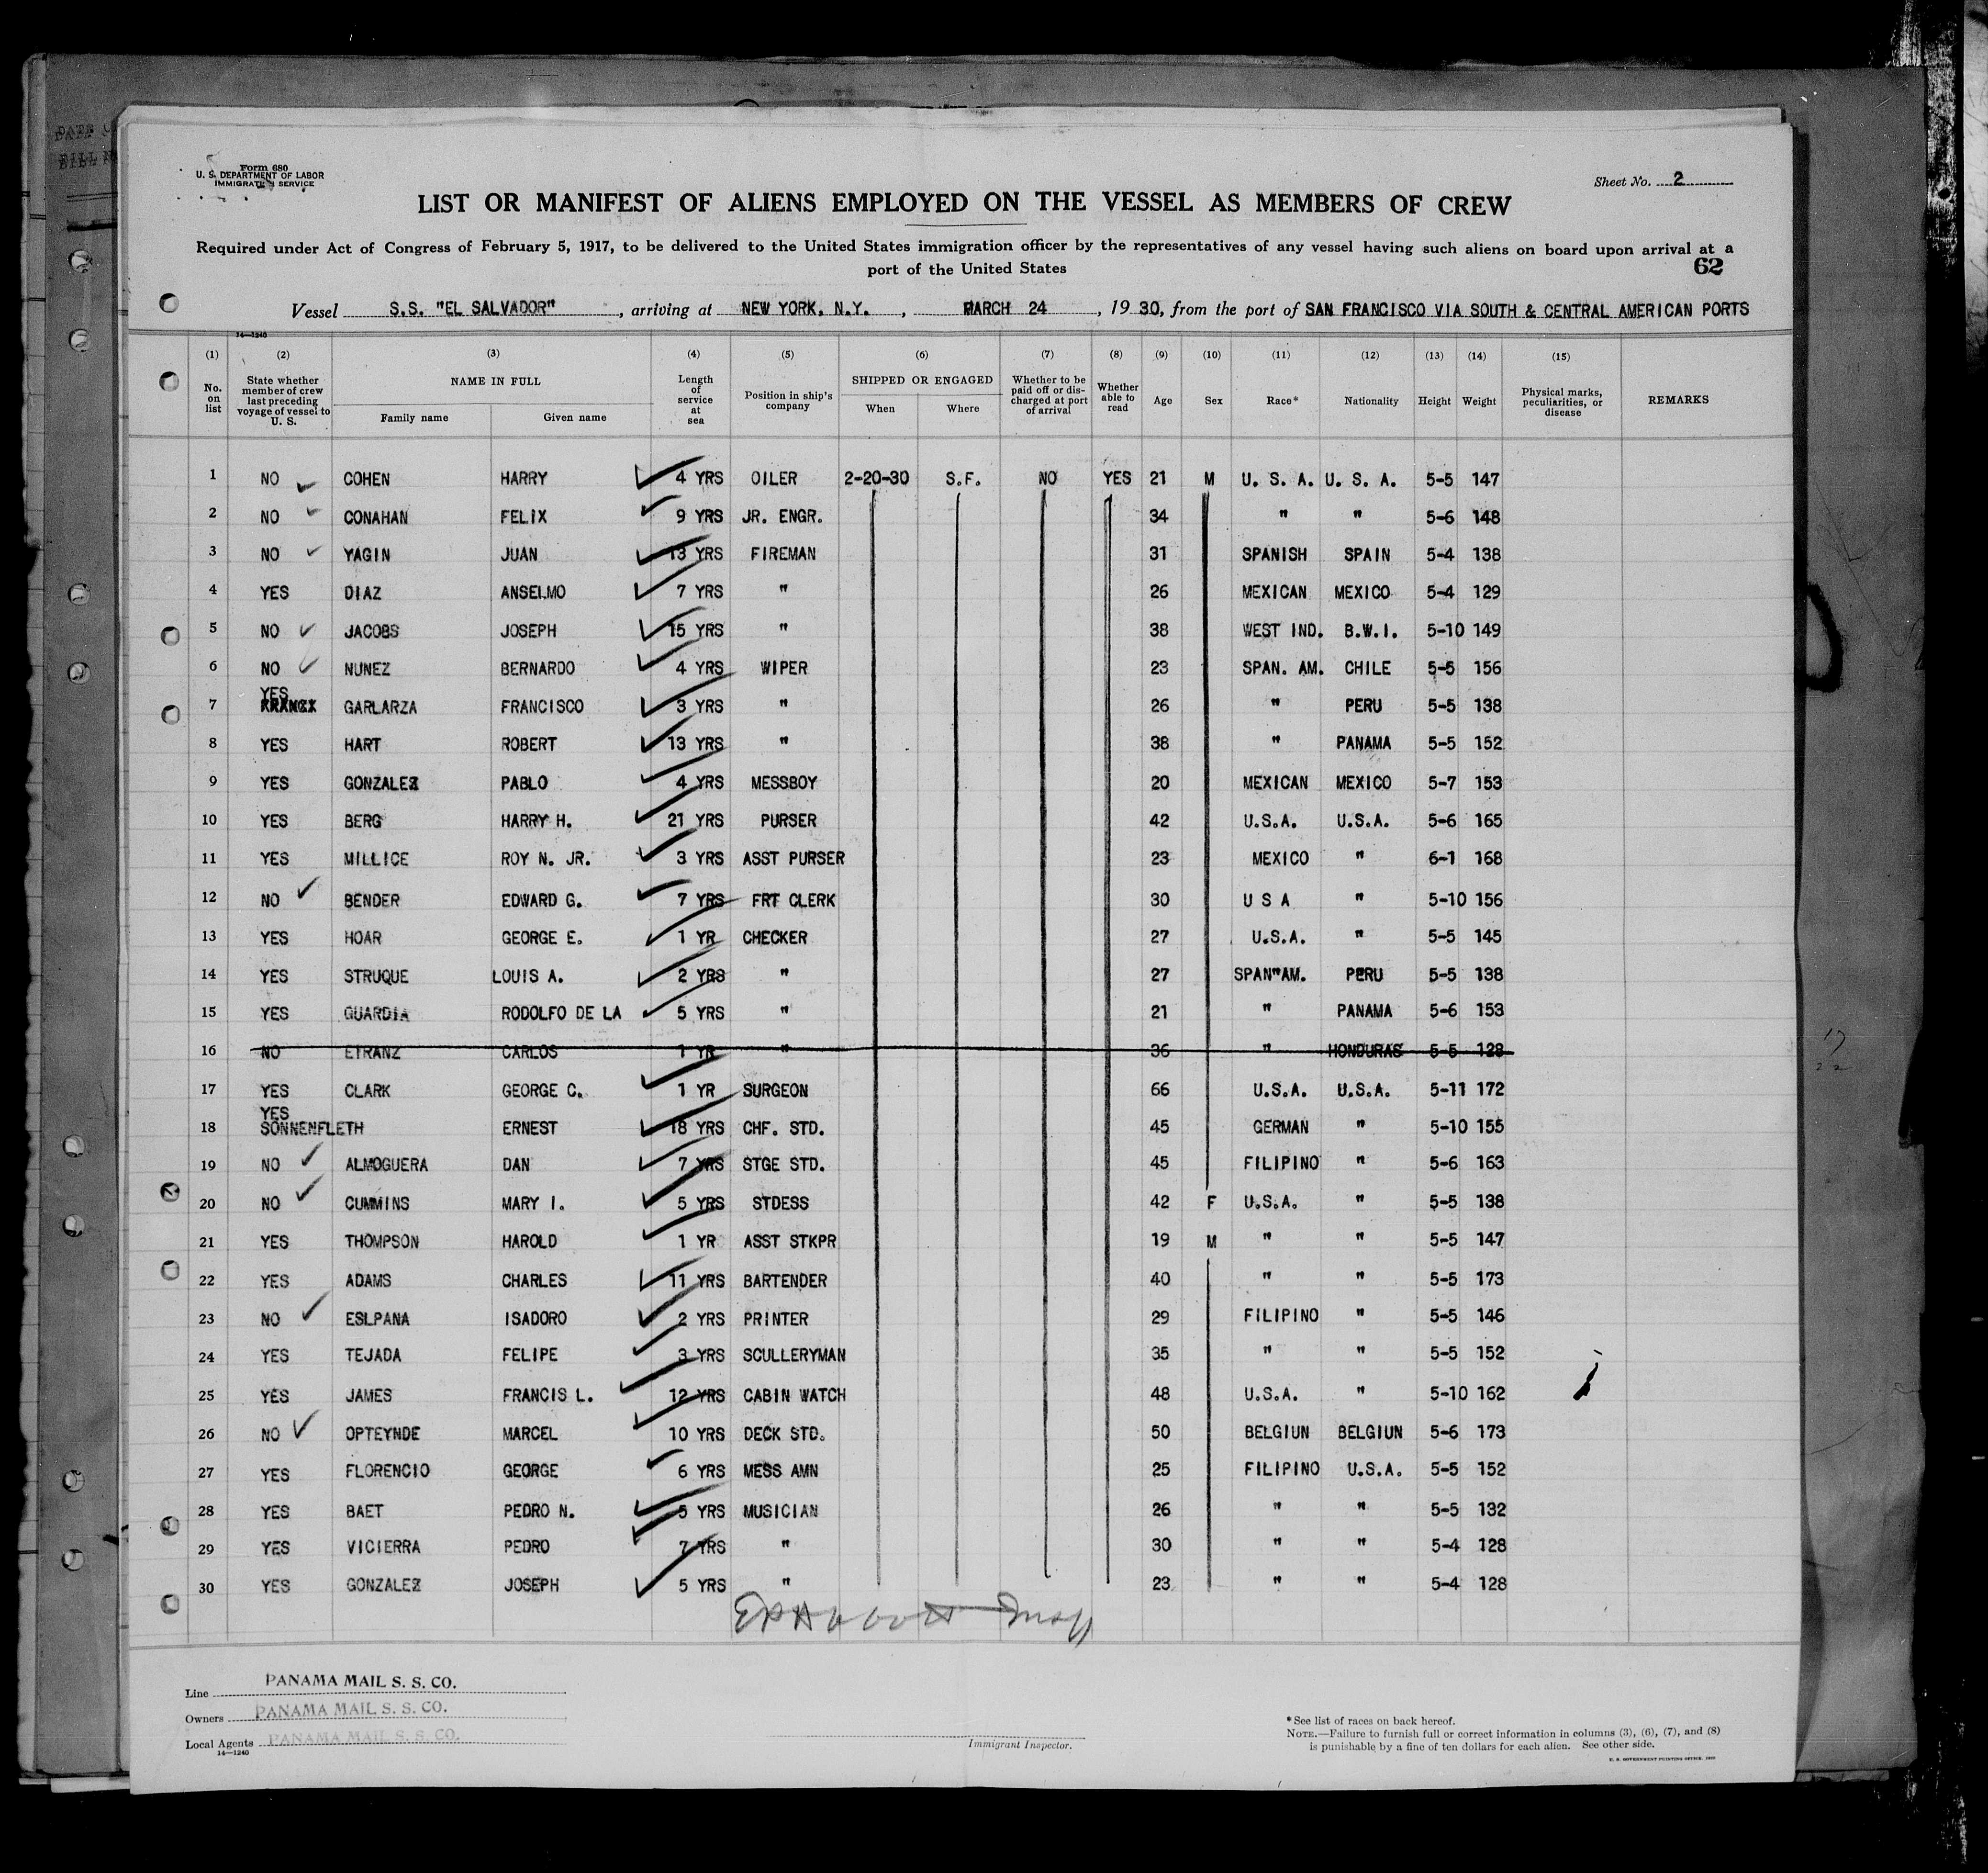 Form 680
U. S. DEPARTMENT OF LABOR
IMMIGRATION SERVICE
Sheet No. 2
LIST OR MANIFEST OF ALIENS EMPLOYED ON THE VESSEL AS MEMBERS OF CREW
Required under Act of Congress of February 5, 1917, to be delivered to the United States immigration officer by the representatives of any vessel having such aliens on board upon arrival at a
port of the United States
62
Vessel S.S. "EL SALVADOR", arriving at NEW YORK, N.Y., MARCH 24, 1930, from the port of SAN FRANCISCO VIA SOUTH & CENTRAL AMERICAN PORTS
14—1240
(1) (2) (3) (4) (5) (6) (7) (8) (9) (10) (11) (12) (13) (14) (15)
No. on list State whether member of crew last preceding voyage of vessel to U. S. NAME IN FULL Family name Given name Length of service at sea Position in ship's company SHIPPED OR ENGAGED When Where Whether to be paid off or discharged at port of arrival Whether able to read Age Sex Race* Nationality Height Weight Physical marks, peculiarities, or disease REMARKS
1 NO COHEN HARRY 4 YRS OILER 2-20-30 S.F. NO YES 21 M U. S. A. U. S. A. 5-5 147
2 NO CONAHAN FELIX 9 YRS JR. ENGR. 34 " " 5-6 148
3 NO YAGIN JUAN 13 YRS FIREMAN 31 SPANISH SPAIN 5-4 138
4 YES DIAZ ANSELMO 7 YRS " 26 MEXICAN MEXICO 5-4 129
5 NO JACOBS JOSEPH 15 YRS " 38 WEST IND. B.W.I. 5-10 149
6 NO NUNEZ BERNARDO 4 YRS WIPER 23 SPAN. AM. CHILE 5-5 156
7 YES GARLARZA FRANCISCO 3 YRS " 26 " PERU 5-5 138
8 YES HART ROBERT 13 YRS " 38 " PANAMA 5-5 152
9 YES GONZALEZ PABLO 4 YRS MESSBOY 20 MEXICAN MEXICO 5-7 153
10 YES BERG HARRY H. 21 YRS PURSER 42 U.S.A. U.S.A. 5-6 165
11 YES MILLICE ROY N. JR. 3 YRS ASST PURSER 23 MEXICO " 6-1 168
12 NO BENDER EDWARD G. 7 YRS FRT CLERK 30 U S A " 5-10 156
13 YES HOAR GEORGE E. 1 YR CHECKER 27 U.S.A. " 5-5 145
14 YES STRUQUE LOUIS A. 2 YRS " 27 SPAN"AM. PERU 5-5 138
15 YES GUARDIA RODOLFO DE LA 5 YRS " 21 " PANAMA 5-6 153
16 NO ETRANZ CARLOS 1 YR " 36 " HONDURAS 5-5 128
17 YES CLARK GEORGE C. 1 YR SURGEON 66 U.S.A. U.S.A. 5-11 172
18 YES SONNENFLETH ERNEST 18 YRS CHF. STD. 45 GERMAN " 5-10 155
19 NO ALMOGUERA DAN 7 YRS STGE STD. 45 FILIPINO " 5-6 163
20 NO CUMMINS MARY I. 5 YRS STDESS 42 F U.S.A. " 5-5 138
21 YES THOMPSON HAROLD 1 YR ASST STKPR 19 M " " 5-5 147
22 YES ADAMS CHARLES 11 YRS BARTENDER 40 " " 5-5 173
23 NO ESLPANA ISADORO 2 YRS PRINTER 29 FILIPINO " 5-5 146
24 YES TEJADA FELIPE 3 YRS SCULLERYMAN 35 " " 5-5 152
25 YES JAMES FRANCIS L. 12 YRS CABIN WATCH 48 U.S.A. " 5-10 162
26 NO OPTEYNDE MARCEL 10 YRS DECK STD. 50 BELGIUN BELGIUN 5-6 173
27 YES FLORENCIO GEORGE 6 YRS MESS AMN 25 FILIPINO U.S.A. 5-5 152
28 YES BAET PEDRO N. 5 YRS MUSICIAN 26 " " 5-5 132
29 YES VICIERRA PEDRO 7 YRS " 30 " " 5-4 128
30 YES GONZALEZ JOSEPH 5 YRS " 23 " " 5-4 128
Line PANAMA MAIL S. S. CO.
Owners PANAMA MAIL S. S. CO.
Local Agents PANAMA MAIL S. S. CO.
14—1240
Immigrant Inspector.
*See list of races on back hereof.
NOTE.—Failure to furnish full or correct information in columns (3), (6), (7), and (8)
is punishable by a fine of ten dollars for each alien. See other side.